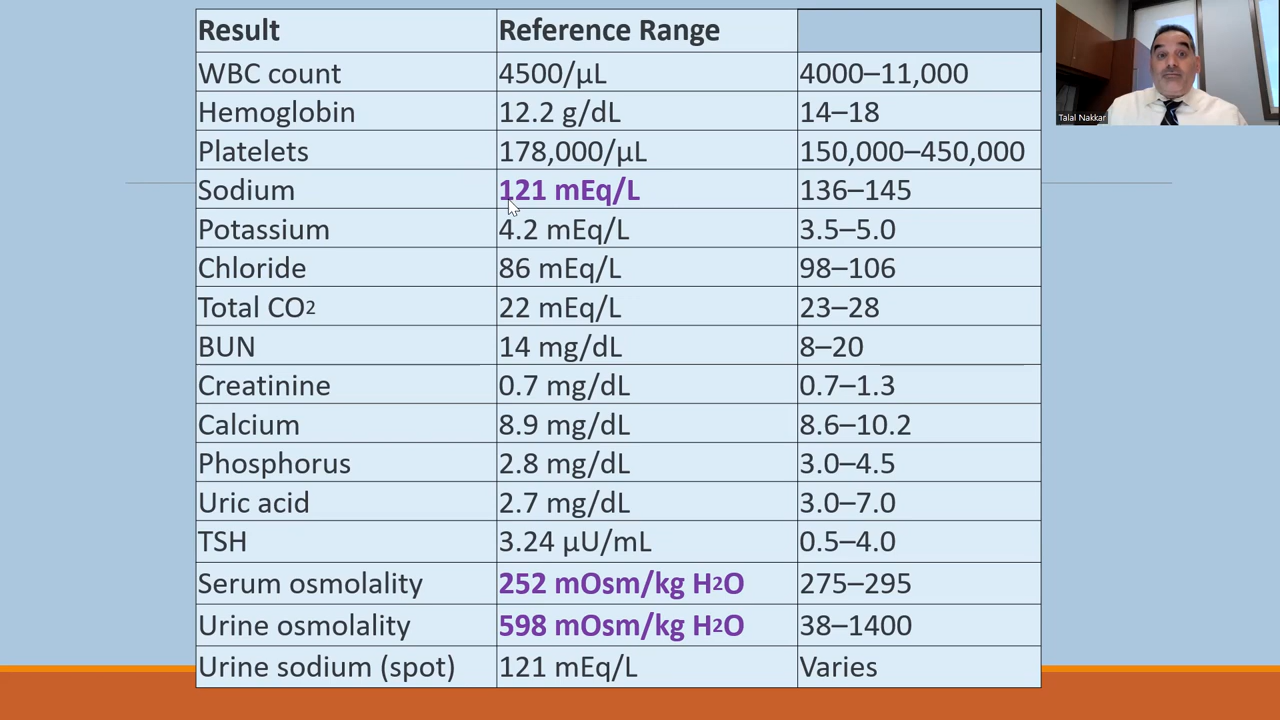 Result Reference Range
WBC count 4500/µL 4000–11,000
Hemoglobin 12.2 g/dL 14–18
Platelets 178,000/µL 150,000–450,000
Sodium 121 mEq/L 136–145
Potassium 4.2 mEq/L 3.5–5.0
Chloride 86 mEq/L 98–106
Total CO2 22 mEq/L 23–28
BUN 14 mg/dL 8–20
Creatinine 0.7 mg/dL 0.7–1.3
Calcium 8.9 mg/dL 8.6–10.2
Phosphorus 2.8 mg/dL 3.0–4.5
Uric acid 2.7 mg/dL 3.0–7.0
TSH 3.24 µU/mL 0.5–4.0
Serum osmolality 252 mOsm/kg H2O 275–295
Urine osmolality 598 mOsm/kg H2O 38–1400
Urine sodium (spot) 121 mEq/L Varies
Talal Nakkar